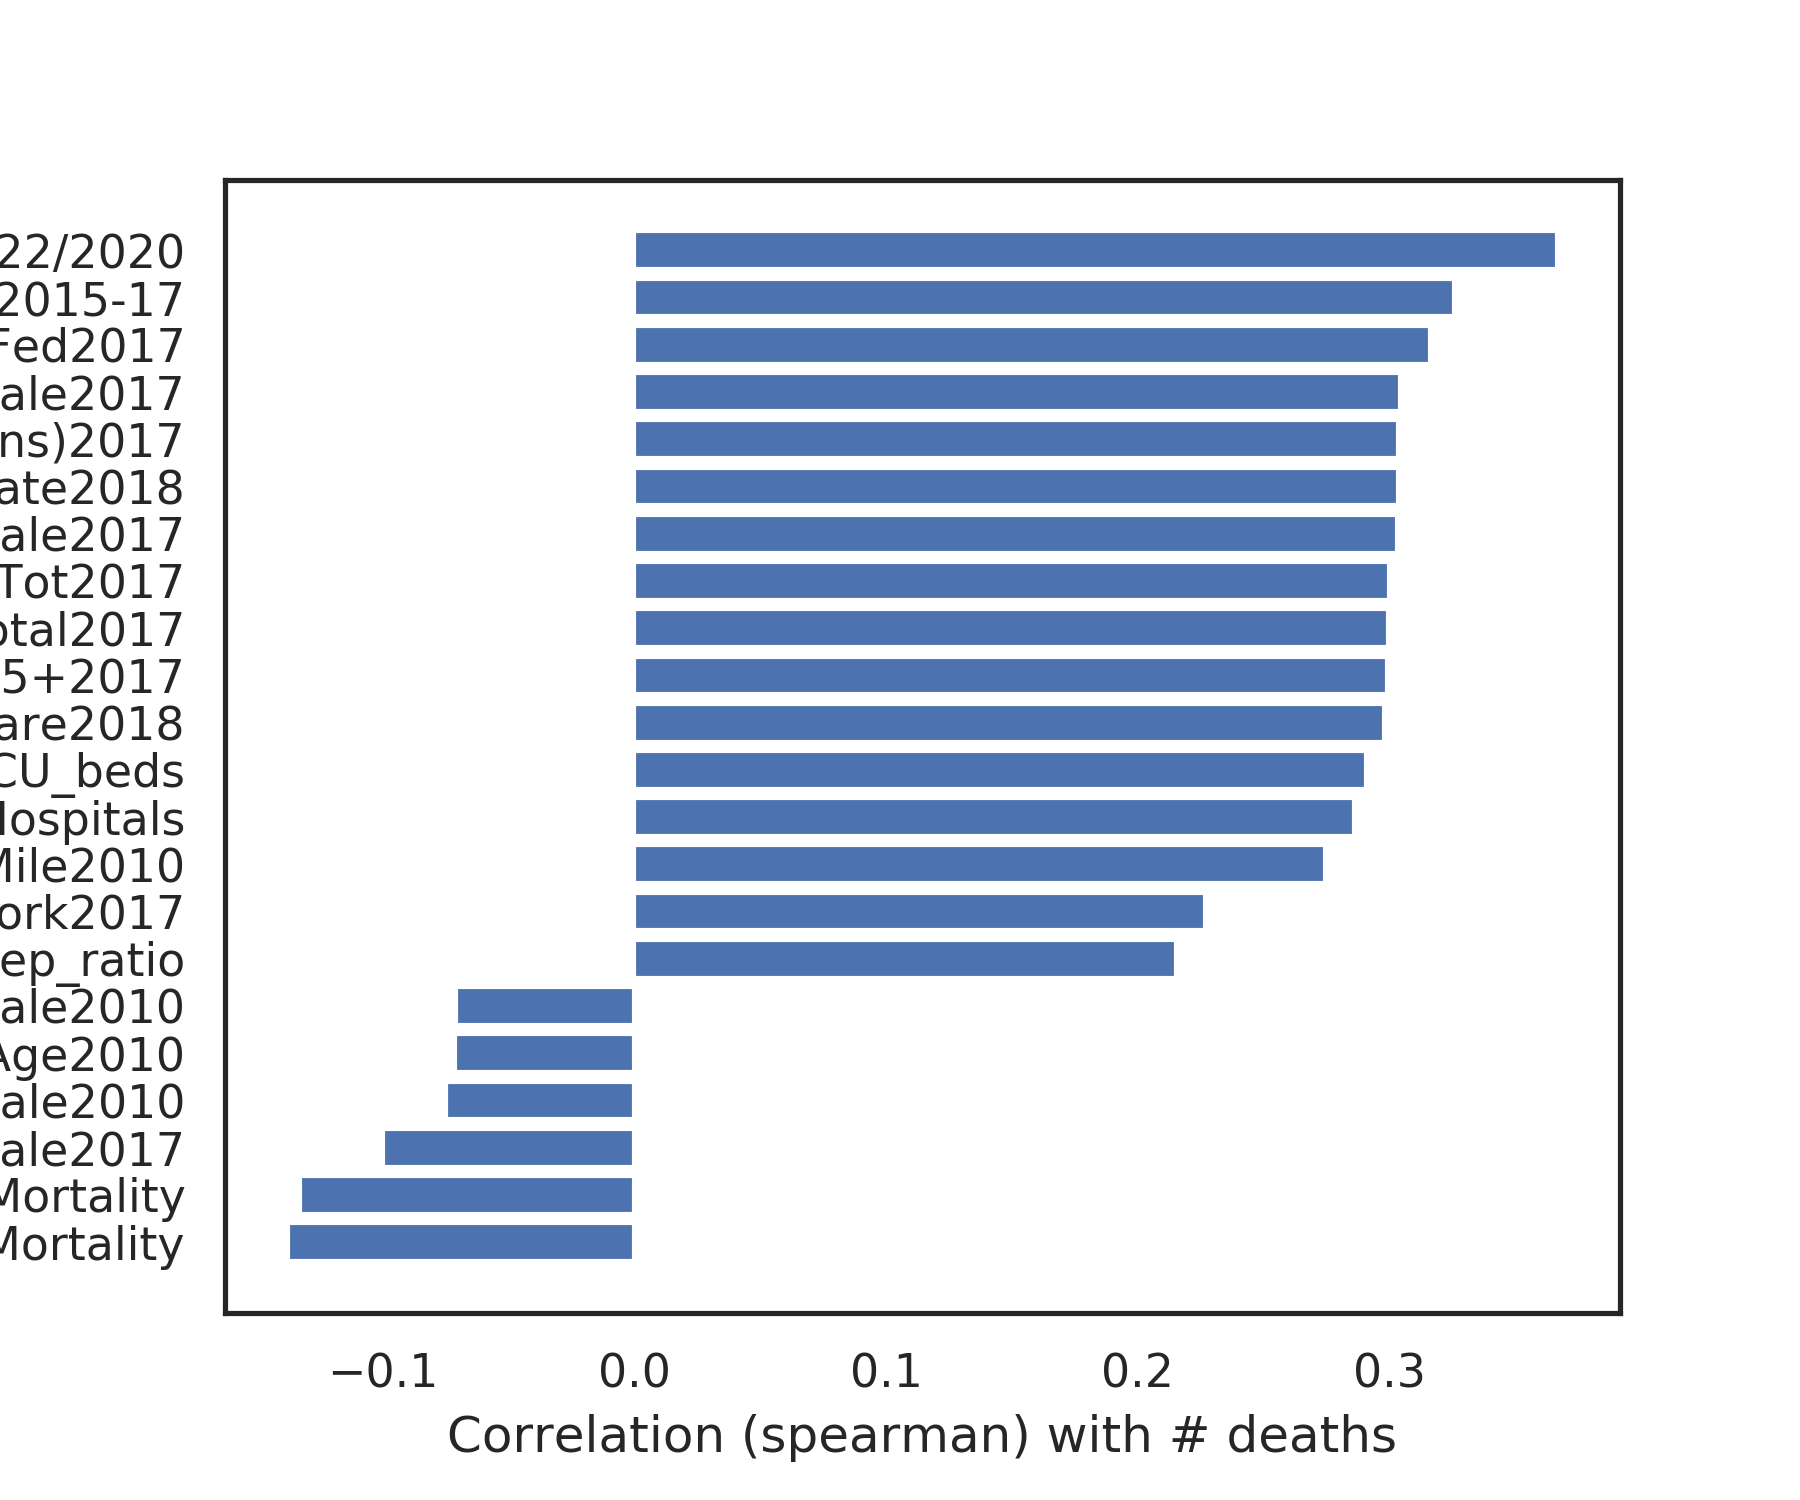 22/2020
2015-17
Fed2017
ale2017
ns)2017
ate2018
ale2017
Tot2017
otal2017
5+2017
are2018
CU_beds
Hospitals
Mile2010
ork2017
ep_ratio
ale2010
Age2010
ale2010
ale2017
Mortality
Mortality
−0.1 0.0 0.1 0.2 0.3
Correlation (spearman) with # deaths